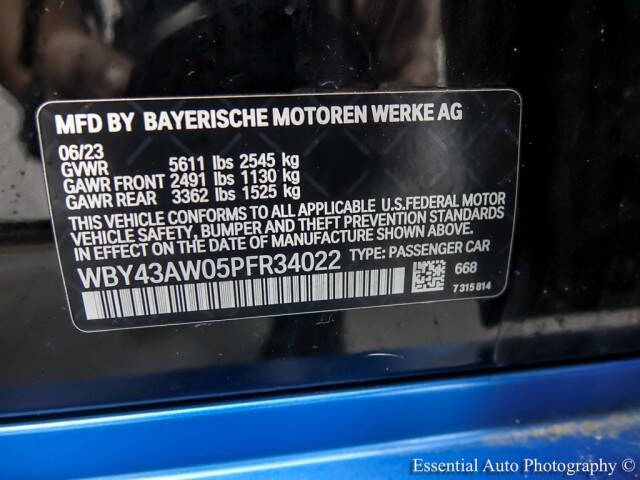 MFD BY BAYERISCHE MOTOREN WERKE AG
06/23
GVWR 5611 lbs 2545 kg
GAWR FRONT 2491 lbs 1130 kg
GAWR REAR 3362 lbs 1525 kg
THIS VEHICLE CONFORMS TO ALL APPLICABLE U.S.FEDERAL MOTOR
VEHICLE SAFETY, BUMPER AND THEFT PREVENTION STANDARDS
IN EFFECT ON THE DATE OF MANUFACTURE SHOWN ABOVE.
WBY43AW05PFR34022 TYPE: PASSENGER CAR
668
7315814
Essential Auto Photography ©